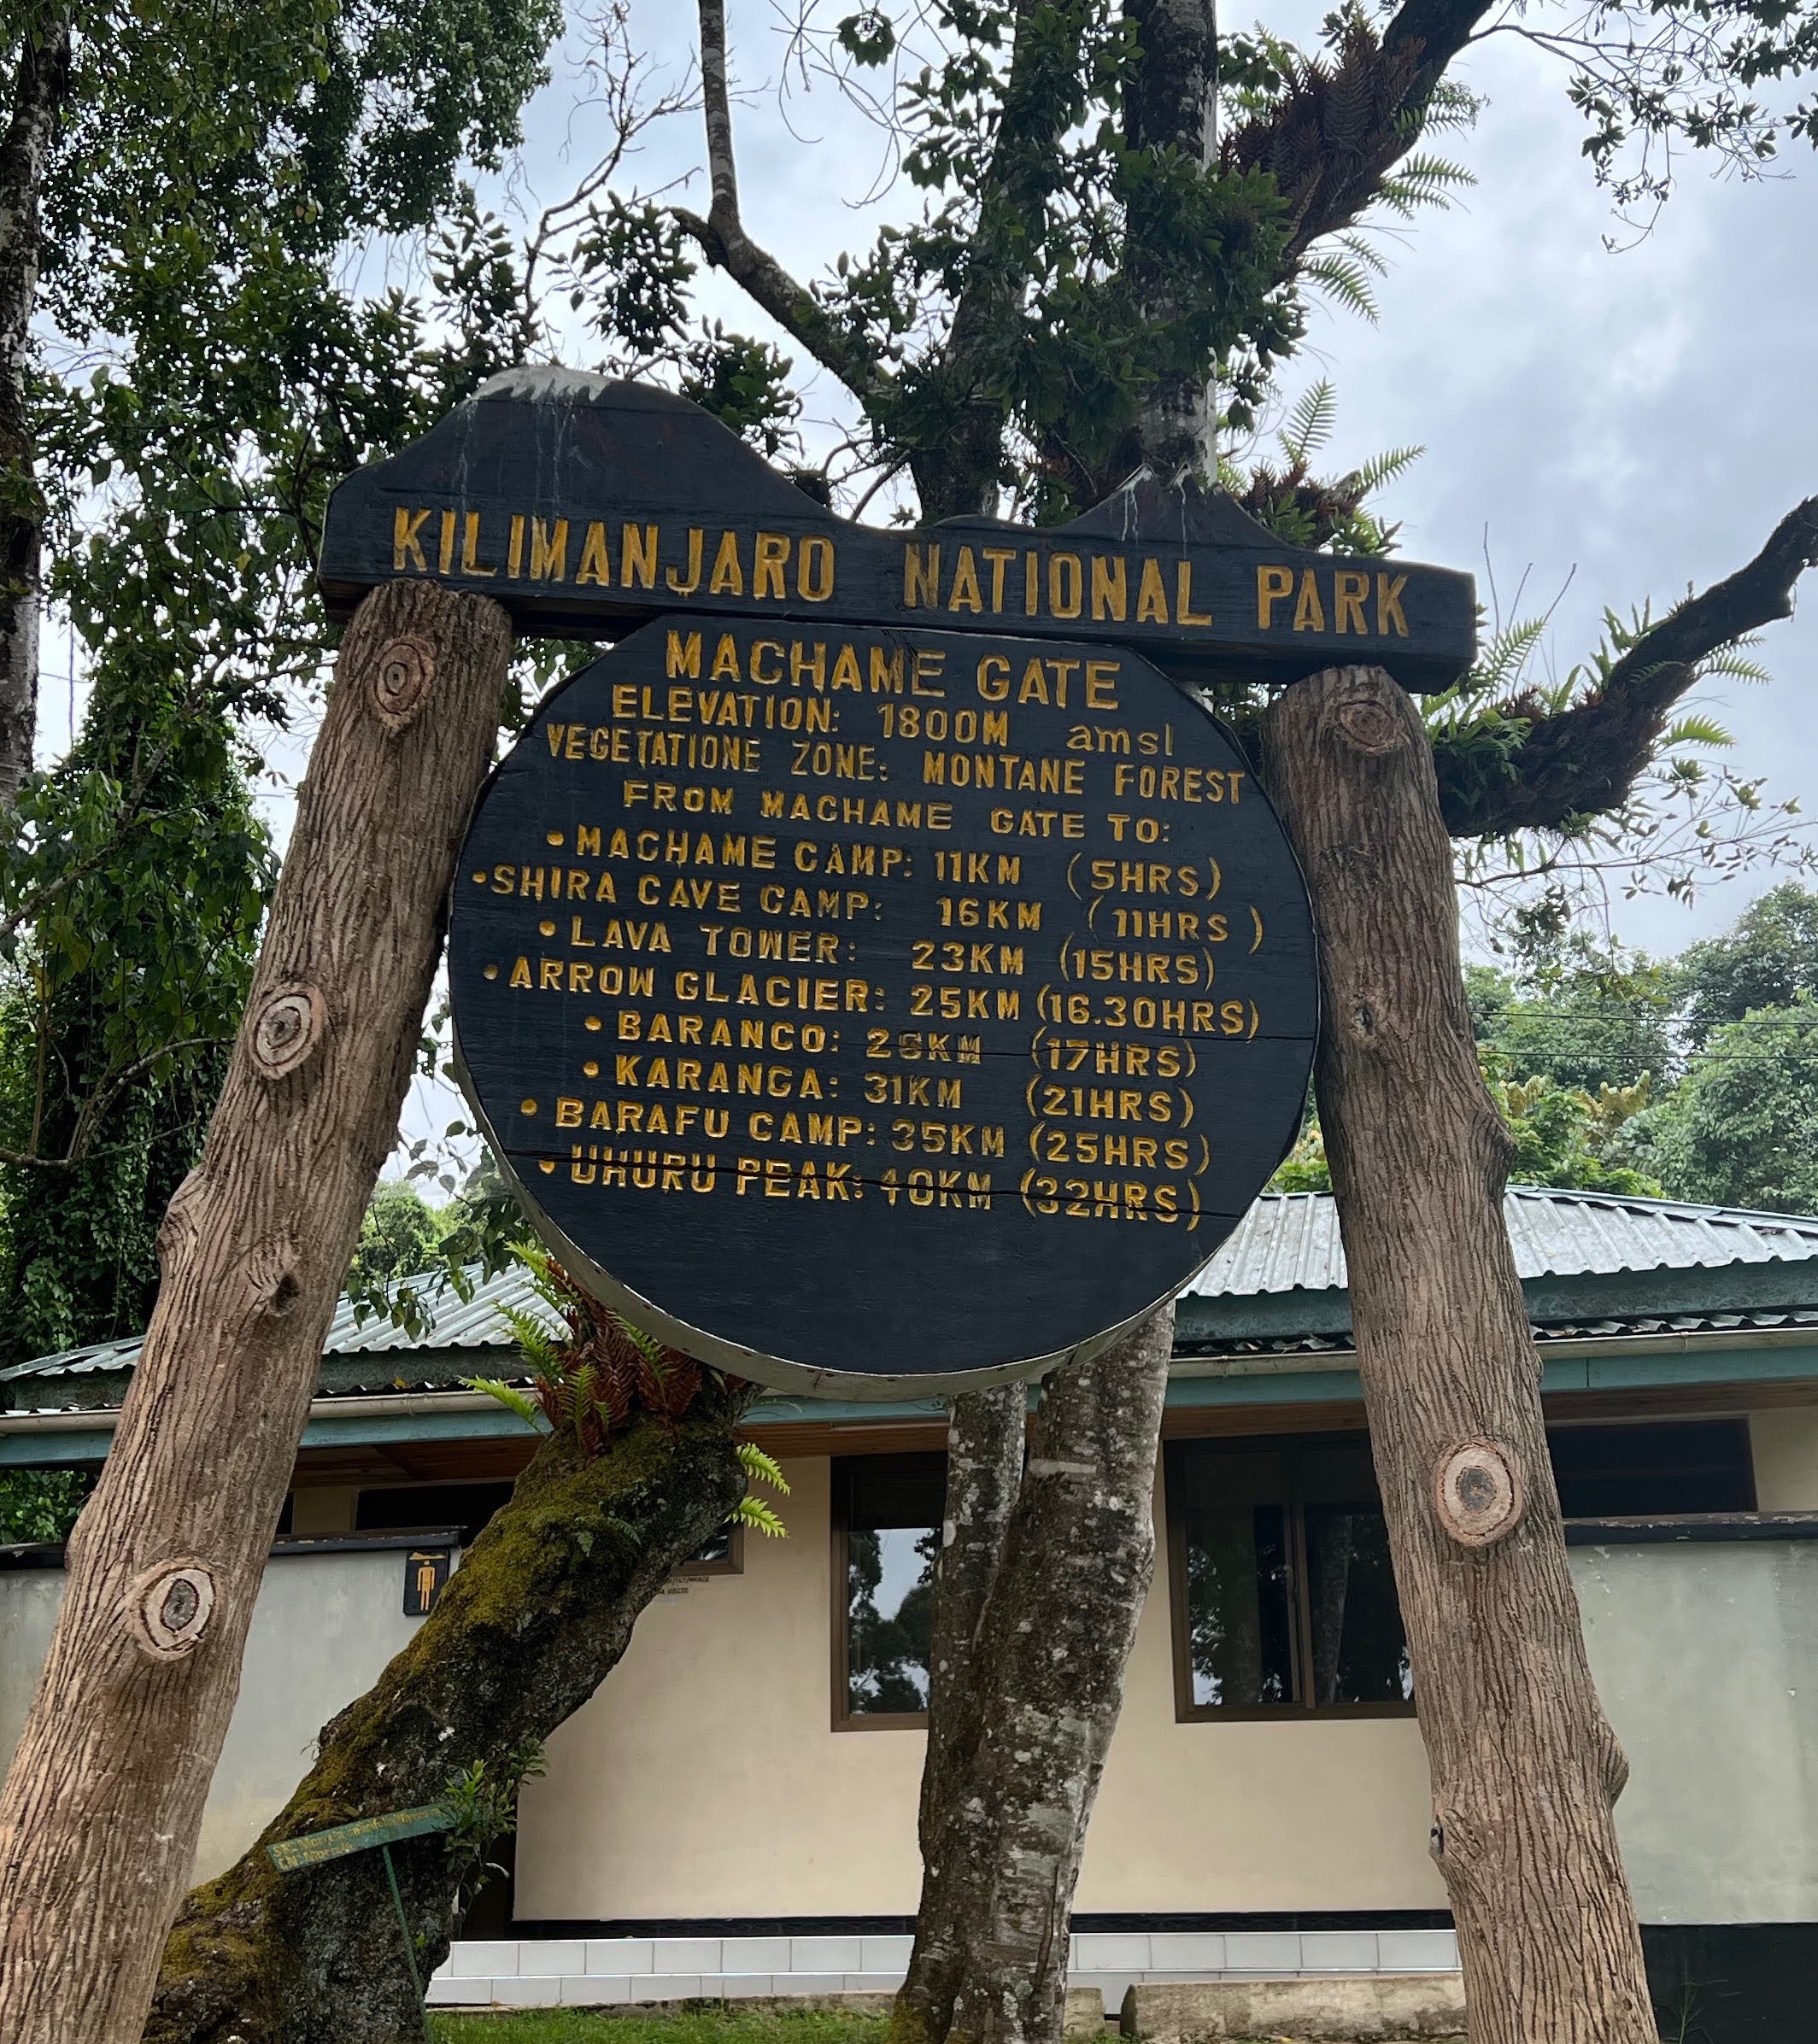 KILIMANJARO NATIONAL PARK
MACHAME GATE
ELEVATION: 1800M amsl
VEGETATIONE ZONE: MONTANE FOREST
FROM MACHAME GATE TO:
• MACHAME CAMP: 11KM (5HRS)
• SHIRA CAVE CAMP: 16KM (11HRS)
• LAVA TOWER: 23KM (15HRS)
• ARROW GLACIER: 25KM (16.30HRS)
• BARANCO: (17HRS)
• KARANGA: 31KM (21HRS)
• BARAFU CAMP: 35KM (25HRS)
• UHURU PEAK: 40KM (32HRS)